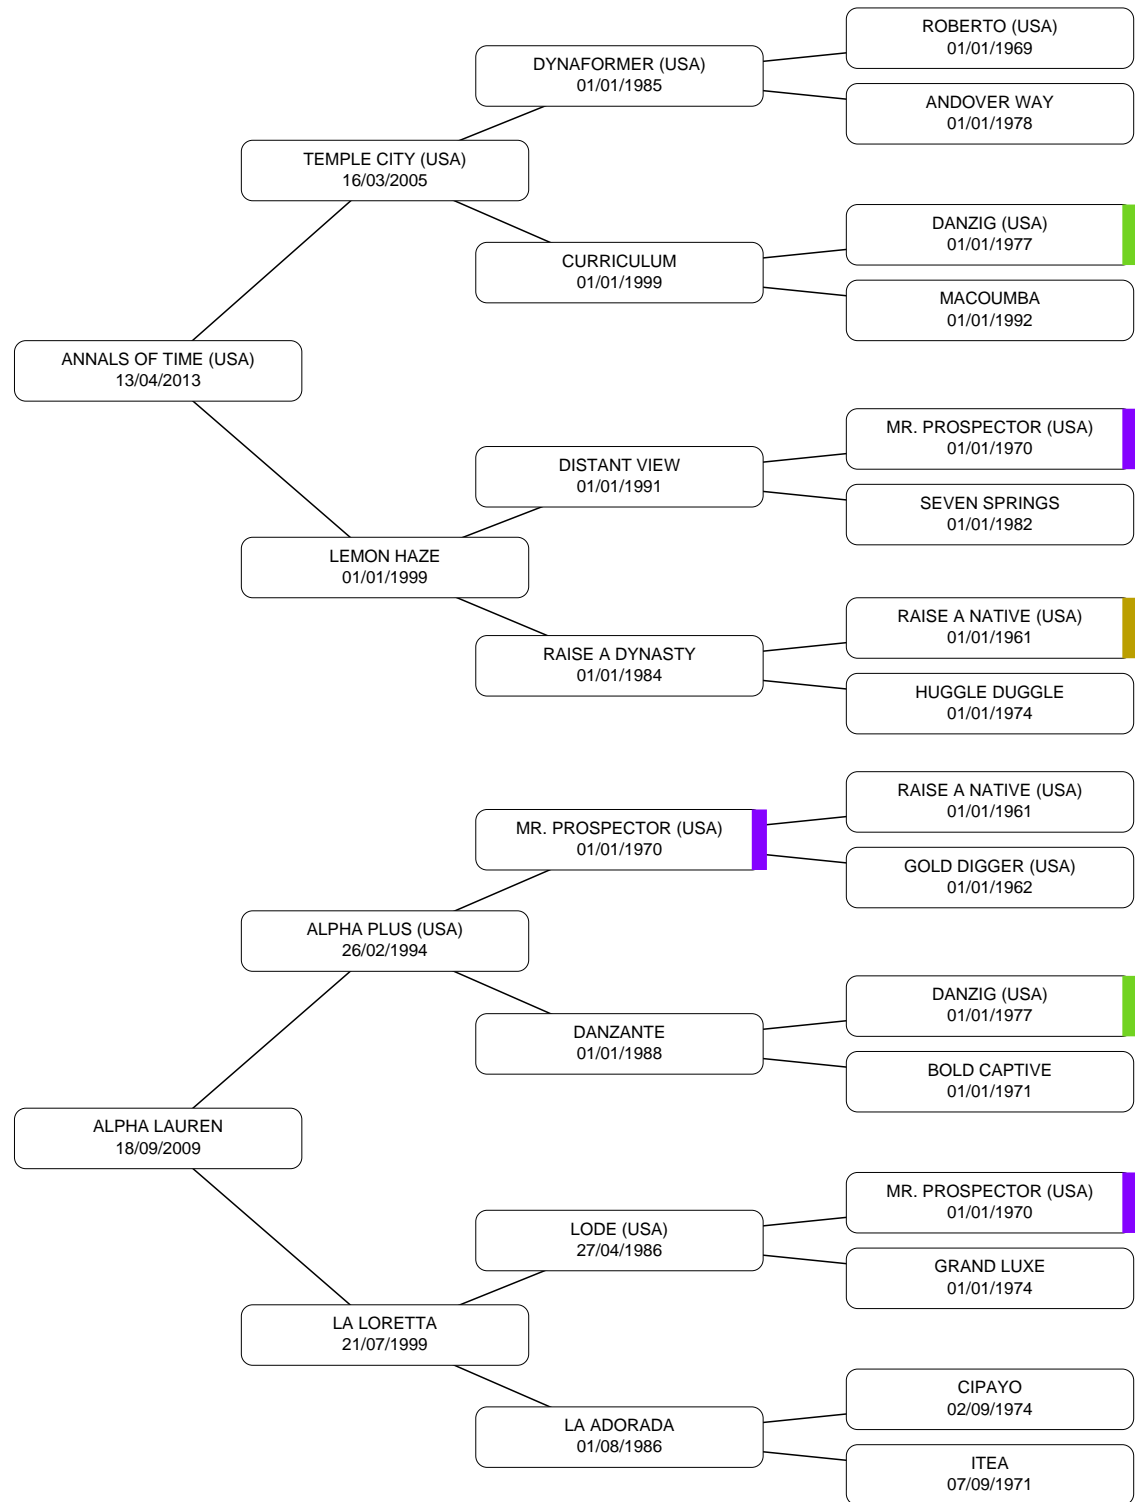 ROBERTO (USA)
01/01/1969
DYNAFORMER (USA)
01/01/1985
ANDOVER WAY
01/01/1978
TEMPLE CITY (USA)
16/03/2005
DANZIG (USA)
01/01/1977
CURRICULUM
01/01/1999
MACOUMBA
01/01/1992
ANNALS OF TIME (USA)
13/04/2013
MR. PROSPECTOR (USA)
01/01/1970
DISTANT VIEW
01/01/1991
SEVEN SPRINGS
01/01/1982
LEMON HAZE
01/01/1999
RAISE A NATIVE (USA)
01/01/1961
RAISE A DYNASTY
01/01/1984
HUGGLE DUGGLE
01/01/1974
RAISE A NATIVE (USA)
01/01/1961
MR. PROSPECTOR (USA)
01/01/1970
GOLD DIGGER (USA)
01/01/1962
ALPHA PLUS (USA)
26/02/1994
DANZIG (USA)
01/01/1977
DANZANTE
01/01/1988
BOLD CAPTIVE
01/01/1971
ALPHA LAUREN
18/09/2009
MR. PROSPECTOR (USA)
01/01/1970
LODE (USA)
27/04/1986
GRAND LUXE
01/01/1974
LA LORETTA
21/07/1999
CIPAYO
02/09/1974
LA ADORADA
01/08/1986
ITEA
07/09/1971